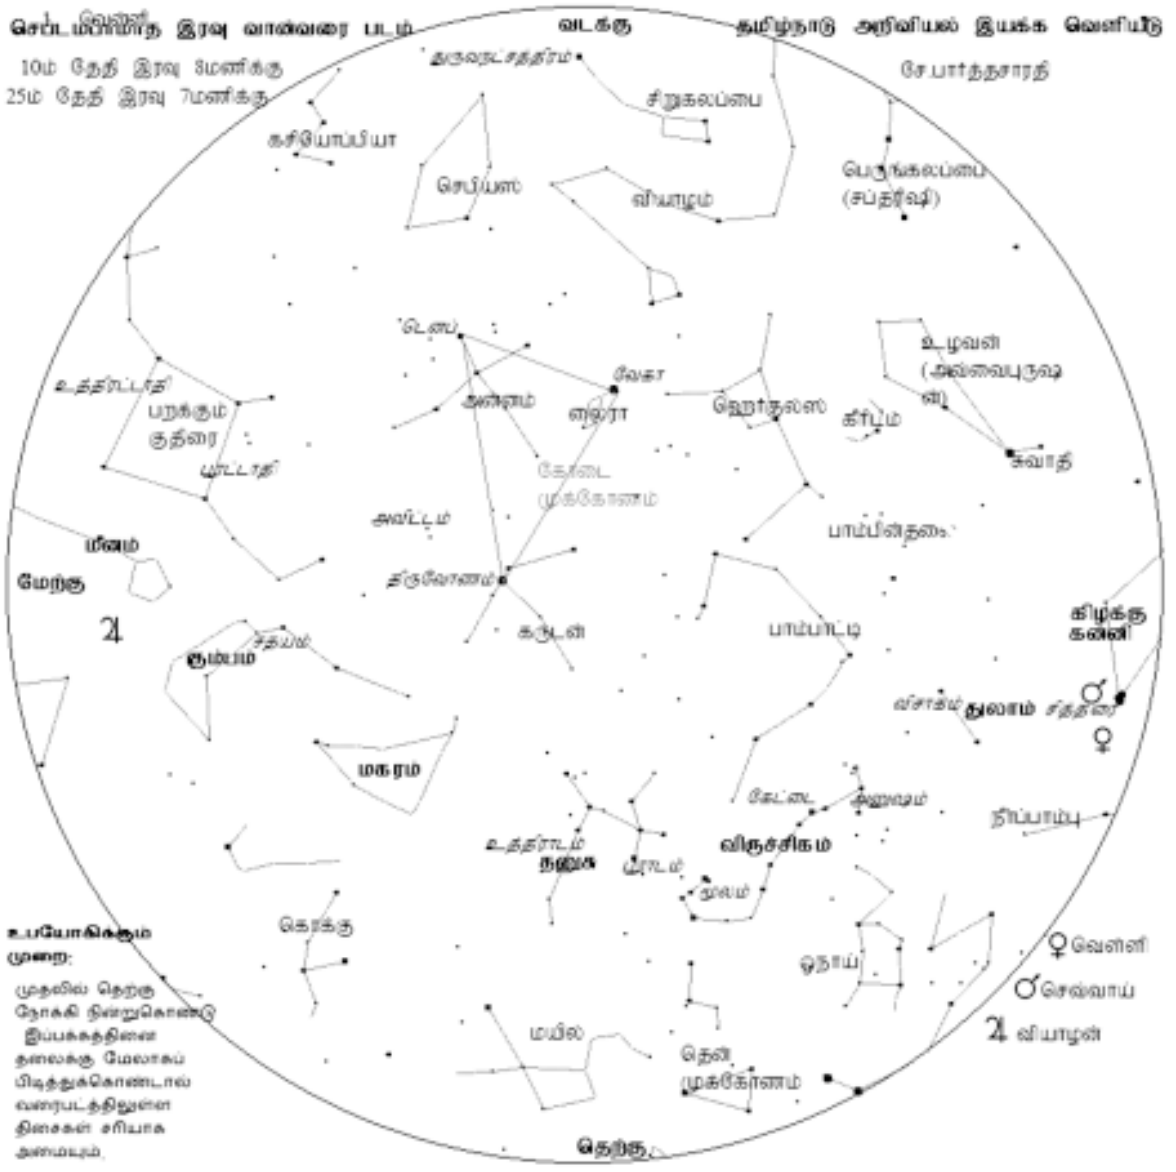 1. வெள்ளி
செப்டம்பர்மாத இரவு வான்வரை படம்
வடக்கு
தமிழ்நாடு அறிவியல் இயக்க வெளியீடு
10ம் தேதி இரவு 8மணிக்கு
25ம் தேதி இரவு 7மணிக்கு
சே.பார்த்தசாரதி
துருவநட்சத்திரம்
சிறுகலப்பை
கசியோப்பியா
செபியஸ்
வியாழம்
பெருங்கலப்பை
(சப்தரிஷி)
டெனப்
வேகா
உத்திரட்டாதி
பறக்கும்
குதிரை
அன்னம்
லைரா
ஹெர்குல்ஸ்
உழவன்
(அவ்வைபுருஷ
ன்)
கிரீடம்
பூரட்டாதி
கோடை
முக்கோணம்
சுவாதி
அவிட்டம்
பாம்பின்தலை
மீனம்
மேற்கு
♃
திருவோணம்
கருடன்
பாம்பாட்டி
கிழக்கு
கன்னி
சதயம்
கும்பம்
விசாகம்
துலாம்
சித்திரை
♂
♀
மகரம்
கேட்டை
அனுஷம்
நீர்ப்பாம்பு
உத்திராடம்
தனுசு
பூராடம்
விருச்சிகம்
மூலம்
கொக்கு
ஓநாய்
மயில்
தென்
முக்கோணம்
தெற்கு
♀ வெள்ளி
♂ செவ்வாய்
♃ வியாழன்
உபயோகிக்கும்
முறை:
முதலில் தெற்கு
நோக்கி நின்றுகொண்டு
இப்பக்கத்தினை
தலைக்கு மேலாகப்
பிடித்துக்கொண்டால்
வரைபடத்திலுள்ள
திசைகள் சரியாக
அமையும்.